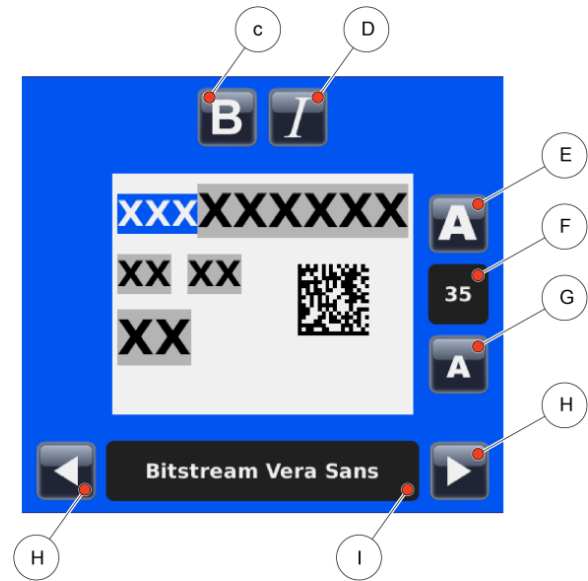 c D
B I
E
A
XXX XXXXXX
F
XX XX
35
G
A
XX
H
Bitstream Vera Sans
H I